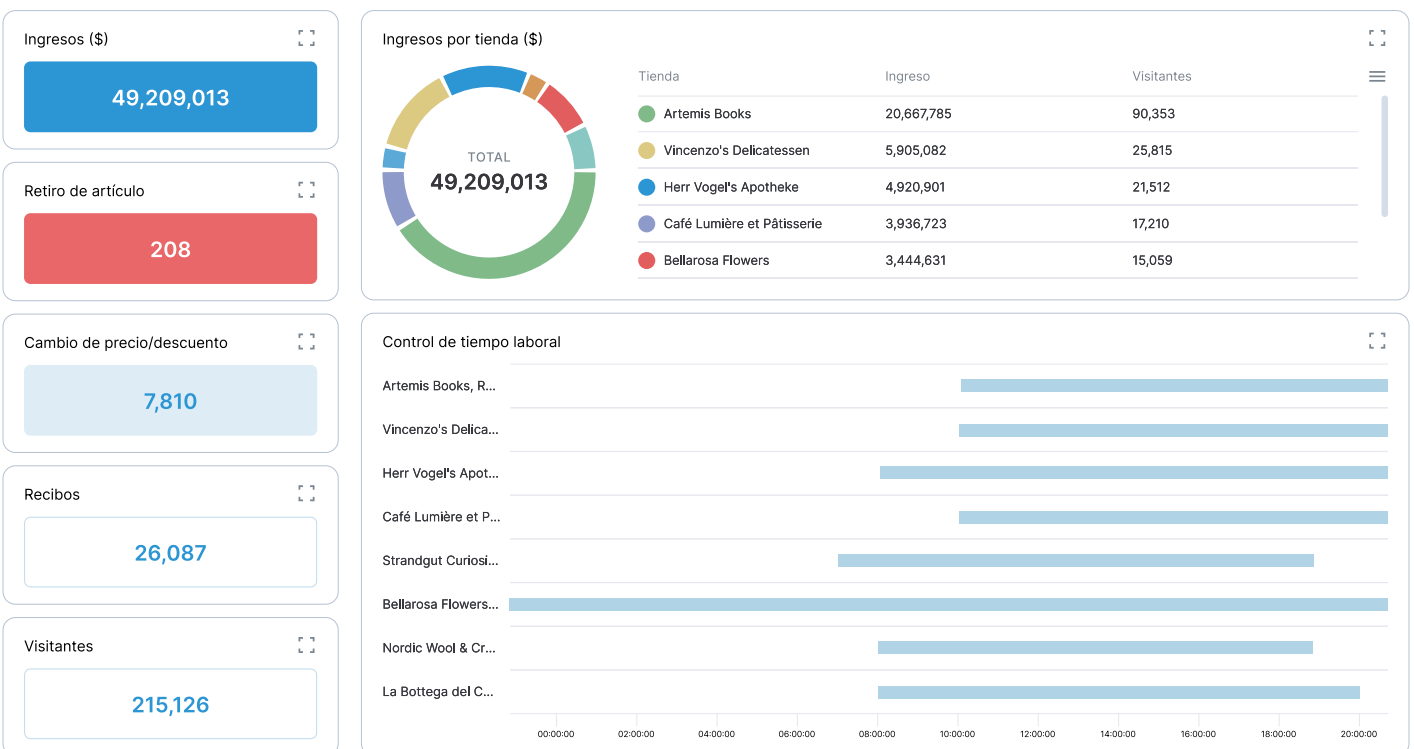 Ingresos ($)
49,209,013
Retiro de artículo
208
Cambio de precio/descuento
7,810
Recibos
26,087
Visitantes
215,126
Ingresos por tienda ($)
TOTAL
49,209,013
Tienda Ingreso Visitantes
Artemis Books 20,667,785 90,353
Vincenzo's Delicatessen 5,905,082 25,815
Herr Vogel's Apotheke 4,920,901 21,512
Café Lumière et Pâtisserie 3,936,723 17,210
Bellarosa Flowers 3,444,631 15,059
Control de tiempo laboral
Artemis Books, R...
Vincenzo's Delica...
Herr Vogel's Apot...
Café Lumière et P...
Strandgut Curiosi...
Bellarosa Flowers...
Nordic Wool & Cr...
La Bottega del C...
00:00:00 02:00:00 04:00:00 06:00:00 08:00:00 10:00:00 12:00:00 14:00:00 16:00:00 18:00:00 20:00:00